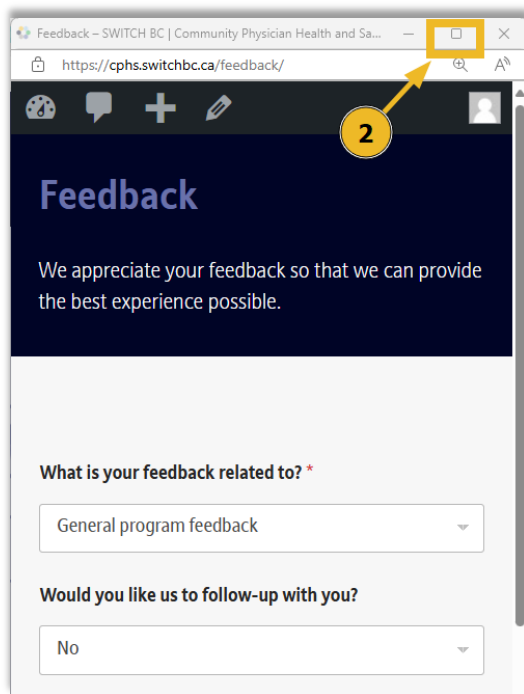 Feedback – SWITCH BC | Community Physician Health and Sa...
https://cphs.switchbc.ca/feedback/
2
Feedback
We appreciate your feedback so that we can provide
the best experience possible.
What is your feedback related to? *
General program feedback
Would you like us to follow-up with you?
No